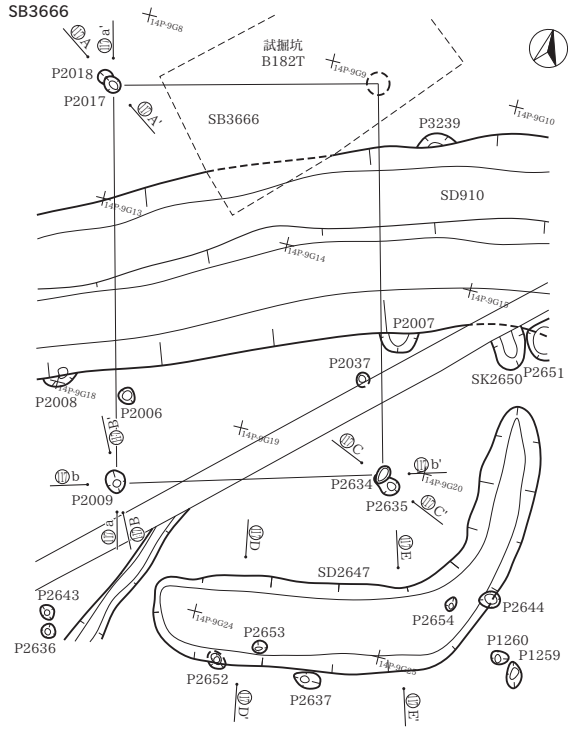 SB3666
A
a'
14P-9G8
試掘坑
B182T
P2018
14P-9G9
P2017
A'
SB3666
14P-9G10
P3239
14P-9G13
SD910
14P-9G14
14P-9G15
P2007
P2037
SK2650
P2651
P2008
14P-9G18
P2006
B'
14P-9G19
C
b
b'
P2009
P2634
14P-9G20
P2635
C'
a
B
D
E
SD2647
P2643
P2654
P2644
14P-9G24
P2636
P2653
P1260
P1259
14P-9G25
P2652
P2637
D'
E'